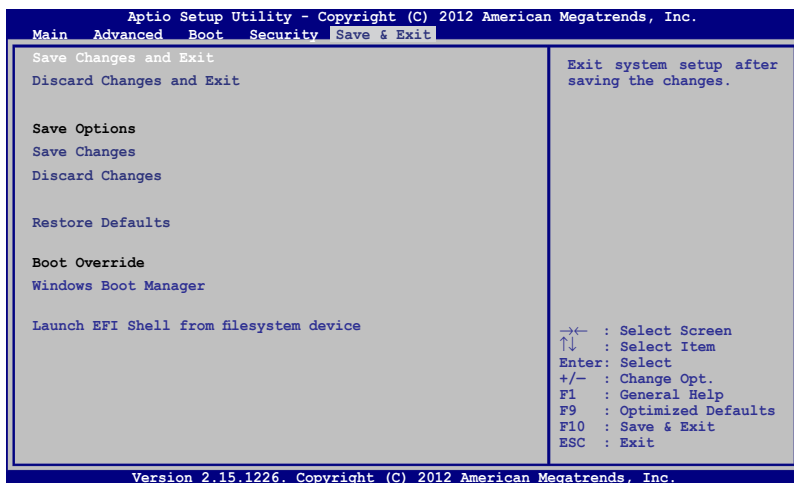 Aptio Setup Utility - Copyright (C) 2012 American Megatrends, Inc.
Main Advanced Boot Security Save & Exit
Save Changes and Exit
Discard Changes and Exit
Save Options
Save Changes
Discard Changes
Restore Defaults
Boot Override
Windows Boot Manager
Launch EFI Shell from filesystem device
Exit system setup after
saving the changes.
→← : Select Screen
↑↓ : Select Item
Enter: Select
+/— : Change Opt.
F1 : General Help
F9 : Optimized Defaults
F10 : Save & Exit
ESC : Exit
Version 2.15.1226. Copyright (C) 2012 American Megatrends, Inc.